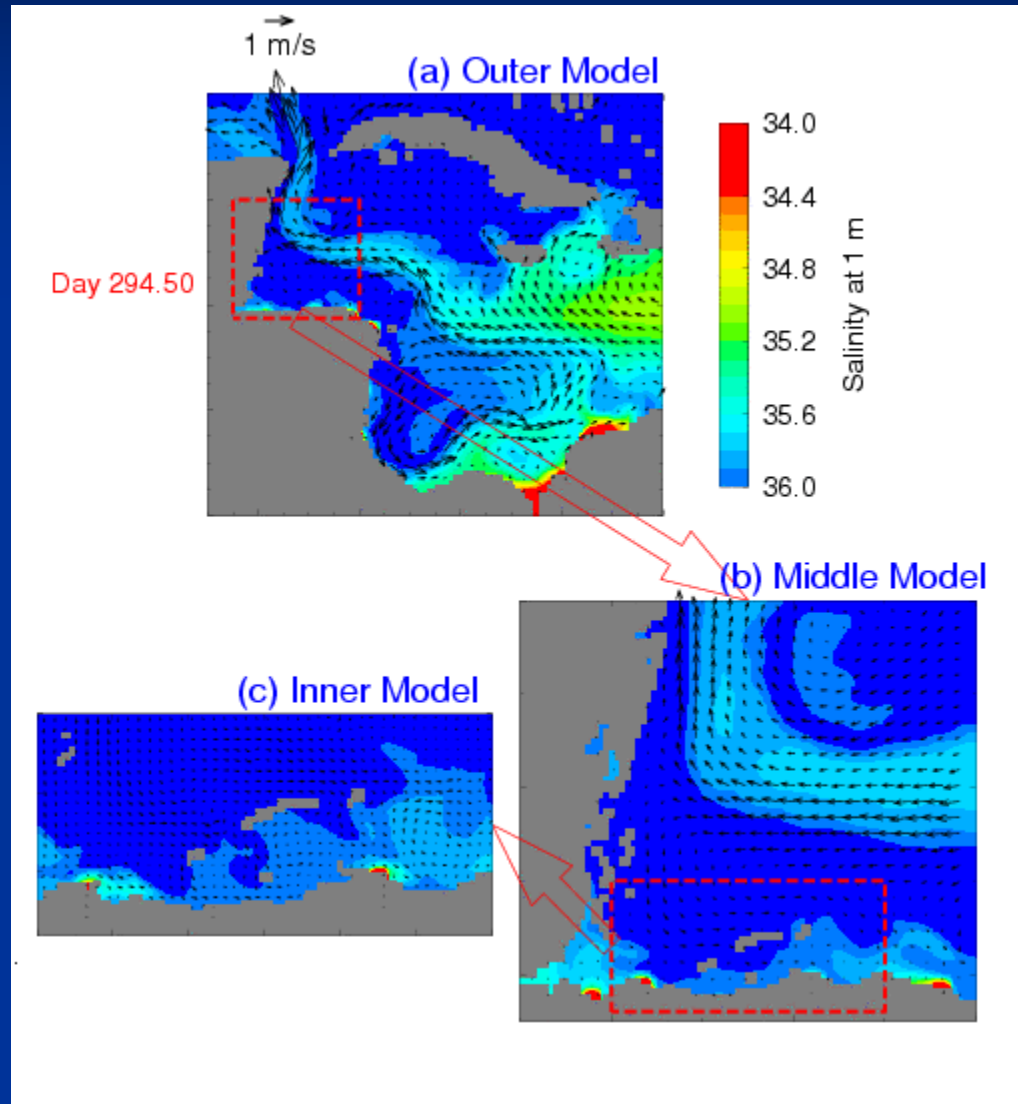 1 m/s
(a) Outer Model
34.0
34.4
34.8
35.2
35.6
36.0
Salinity at 1 m
Day 294.50
(b) Middle Model
(c) Inner Model